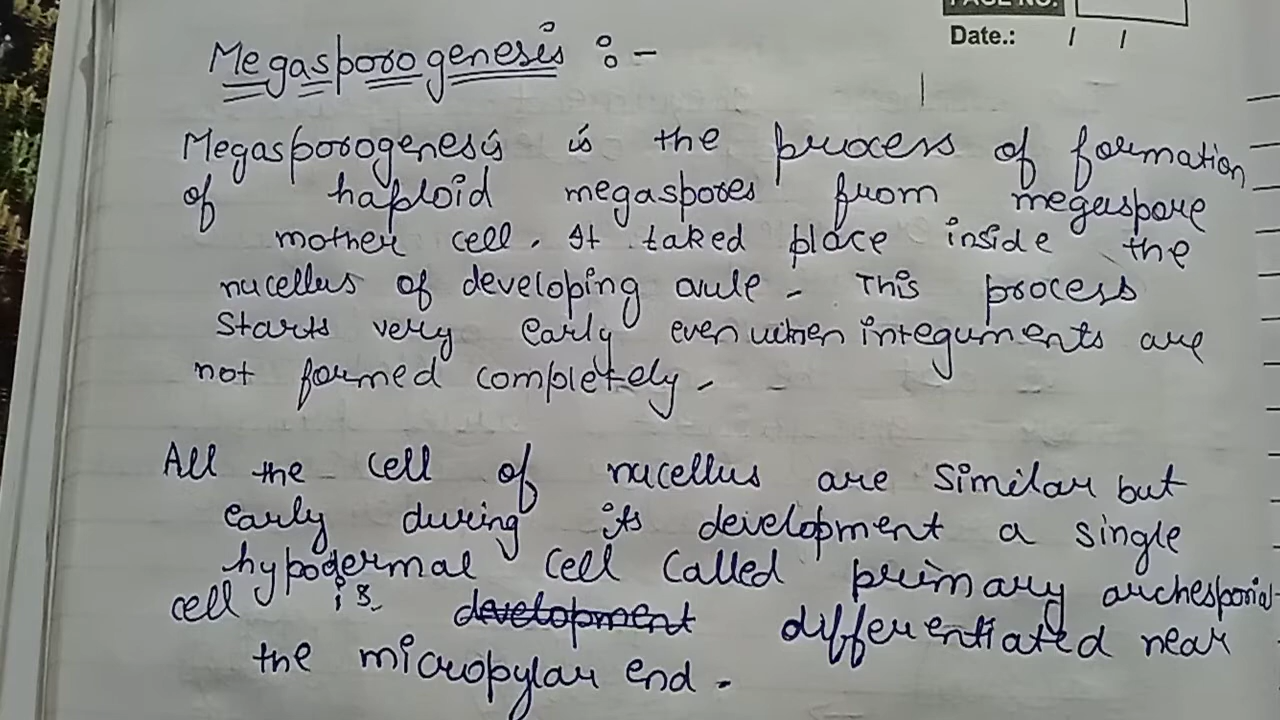 PAGE NO.
Date.: / /
Megasporogenesis :-
Megasporogenesis is the process of formation
of haploid megaspores from megaspore
mother cell. It taked place inside the
nucellus of developing ovule. This process
starts very early even when integuments are
not formed completely.
All the cell of nucellus are similar but
early during its development a single
hypodermal cell called primary archesporial
cell is development differentiated near
the micropylar end.